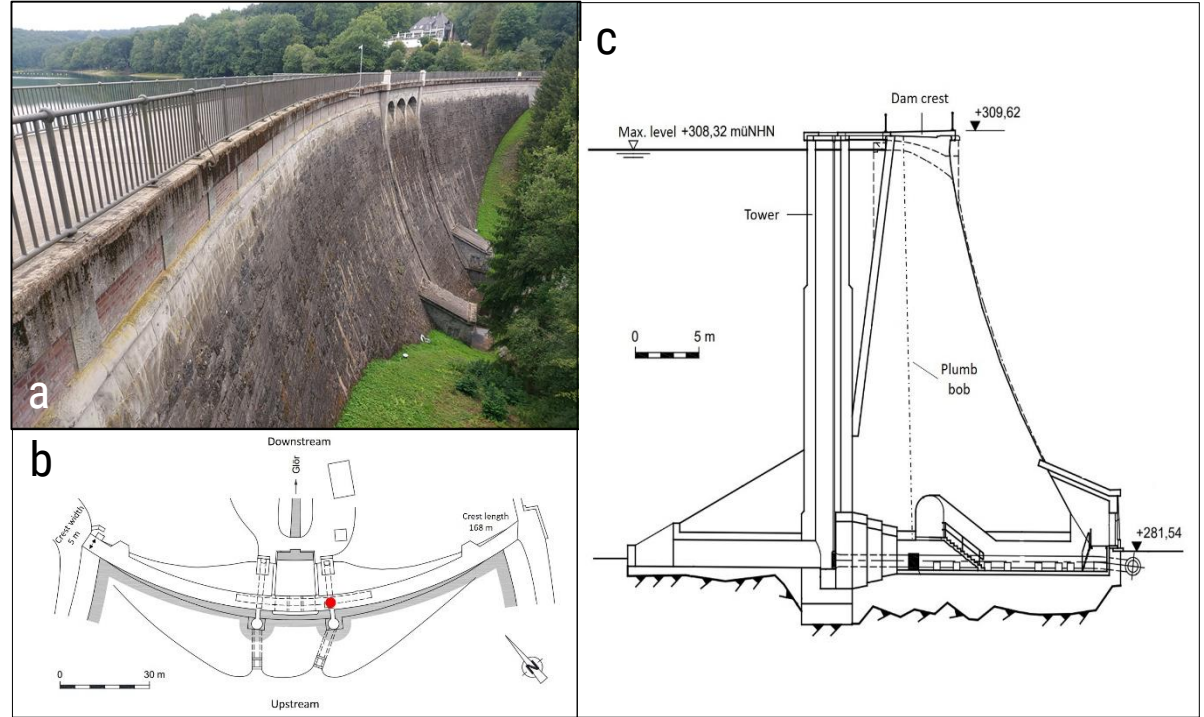 a
b
Downstream
Glör
Crest width
5 m
Crest length
168 m
0
30 m
N
Upstream
c
Dam crest
+309,62
Max. level +308,32 müNHN
Tower
0
5 m
Plumb
bob
+281,54